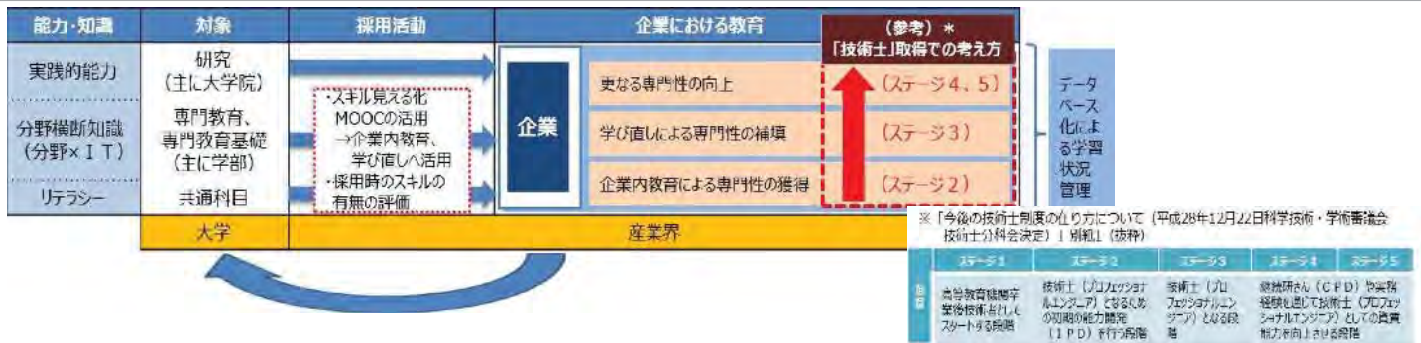 能力・知識
対象
採用活動
企業における教育
（参考）＊
「技術士」取得での考え方
実践的能力
分野横断知識
（分野×ＩＴ）
リテラシー
研究
（主に大学院）
専門教育、
専門教育基礎
（主に学部）
共通科目
・スキル見える化
MOOCの活用
→企業内教育、
学び直しへ活用
・採用時のスキルの
有無の評価
企業
更なる専門性の向上
学び直しによる専門性の補填
企業内教育による専門性の獲得
（ステージ４、５）
（ステージ３）
（ステージ２）
データ
ベース
化によ
る学習
状況
管理
大学
産業界
※「今後の技術士制度の在り方について（平成28年12月22日科学技術・学術審議会
技術士分科会決定）」別紙1（抜粋）
ステージ1
ステージ2
ステージ3
ステージ4
ステージ5
高等教育機関卒
業後技術者として
スタートする段階
技術士（プロフェッショナ
ルエンジニア）となるため
の初期の能力開発
（ＩＰＤ）を行う段階
技術士（プロ
フェッショナルエン
ジニア）となる段
階
継続研さん（ＣＰＤ）や実務
経験を通じて技術士（プロフェッ
ショナルエンジニア）としての資質
能力を向上させる段階